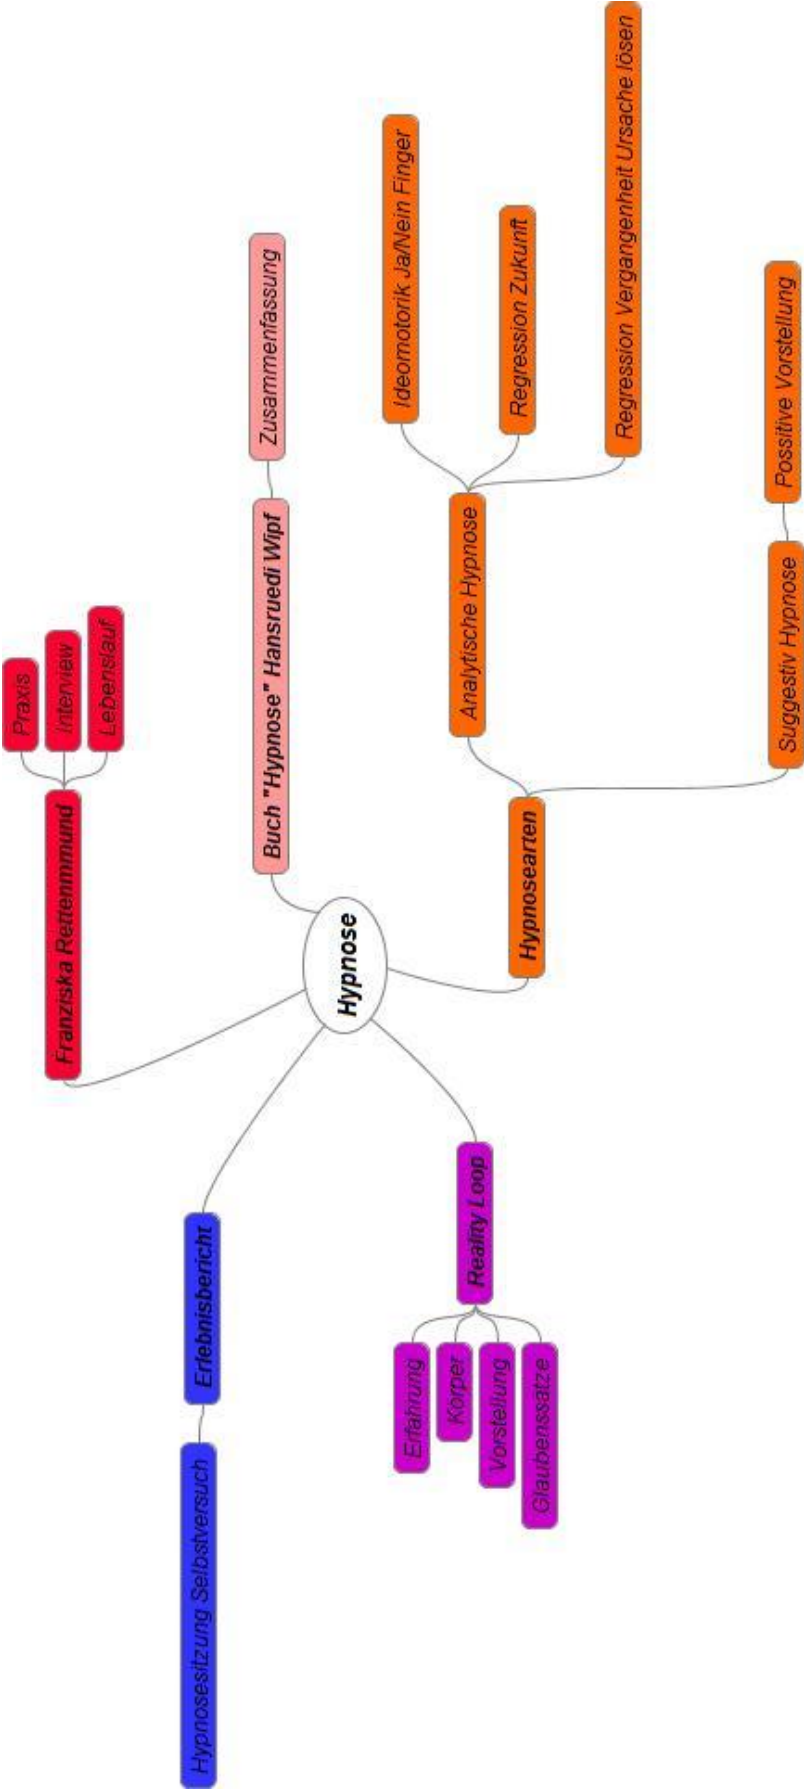 Hypnose
Franziska Rettenmmund
Praxis
Interview
Lebenslauf
Buch "Hypnose" Hansruedi Wipf
Zusammenfassung
Hypnosearten
Analytische Hypnose
Ideomotorik Ja/Nein Finger
Regression Zukunft
Regression Vergangenheit Ursache lösen
Suggestiv Hypnose
Possitive Vorstellung
Erlebnisbericht
Hypnosesitzung Selbstversuch
Reality Loop
Erfahrung
Körper
Vorstellung
Glaubenssätze